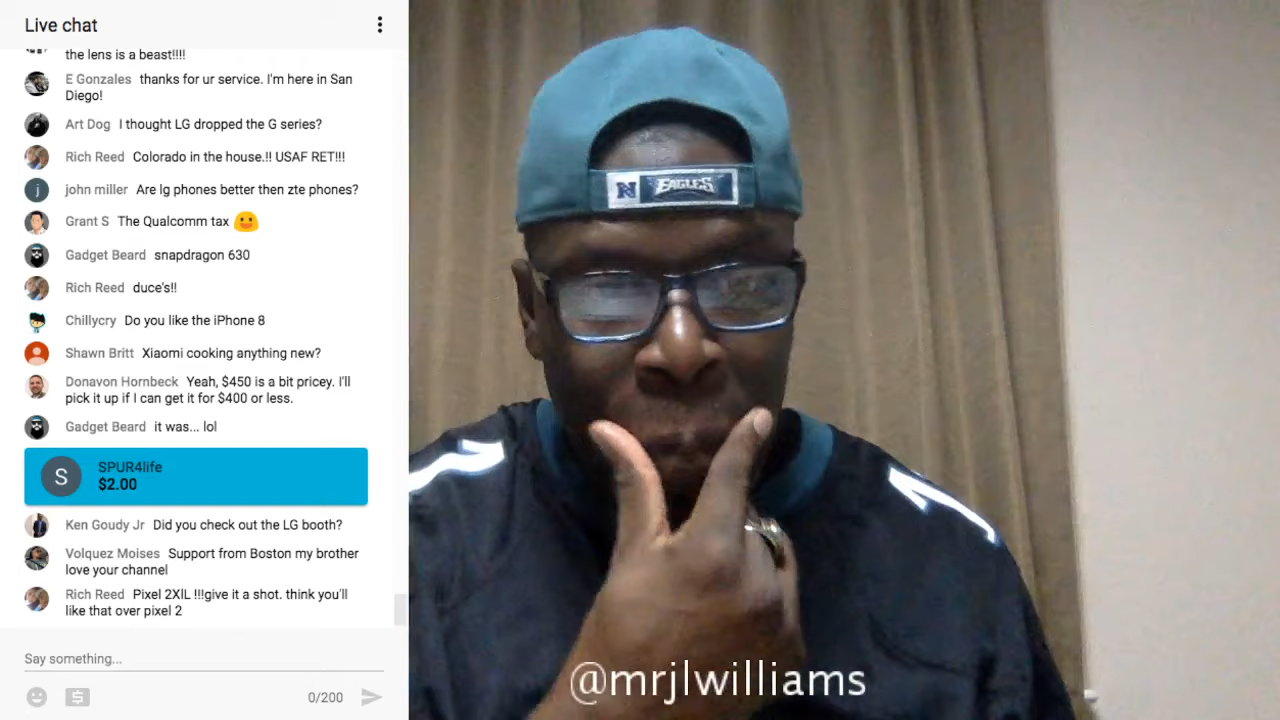 Live chat
the lens is a beast!!!!
E Gonzales thanks for ur service. I'm here in San
Diego!
Art Dog I thought LG dropped the G series?
Rich Reed Colorado in the house.!! USAF RET!!!
j john miller Are lg phones better then zte phones?
Grant S The Qualcomm tax
Gadget Beard snapdragon 630
Rich Reed duce's!!
Chillycry Do you like the iPhone 8
Shawn Britt Xiaomi cooking anything new?
Donavon Hornbeck Yeah, $450 is a bit pricey. I'll
pick it up if I can get it for $400 or less.
Gadget Beard it was... lol
S SPUR4life
$2.00
Ken Goudy Jr Did you check out the LG booth?
Volquez Moises Support from Boston my brother
love your channel
Rich Reed Pixel 2XL !!!give it a shot. think you'll
like that over pixel 2
Say something...
0/200
N EAGLES
@mrjlwilliams